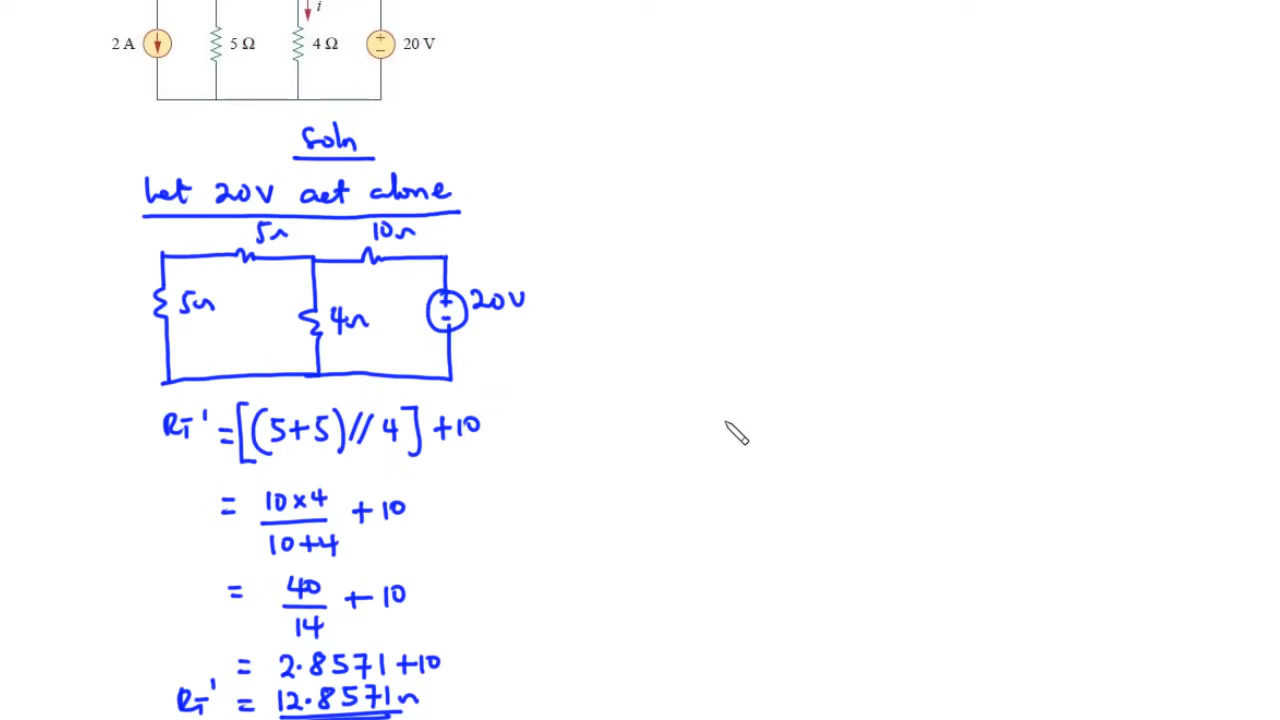 i
2 A 5 Ω 4 Ω + − 20 V
Soln
Let 20V act alone
5Ω 10Ω
5Ω 4Ω + - 20V
RT' = [(5+5)//4] +10
= 10×4/10+4 + 10
= 40/14 + 10
= 2.8571 +10
RT' = 12.8571Ω